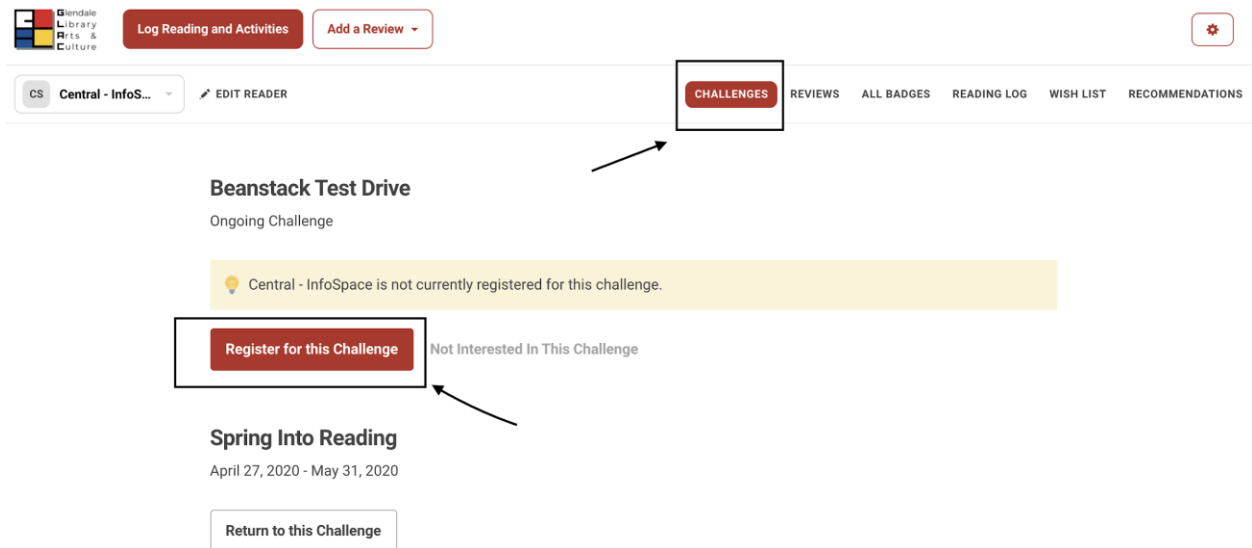 Glendale
Library
Arts &
Culture
Log Reading and Activities
Add a Review
CS Central - InfoS...
EDIT READER
CHALLENGES REVIEWS ALL BADGES READING LOG WISH LIST RECOMMENDATIONS
Beanstack Test Drive
Ongoing Challenge
Central - InfoSpace is not currently registered for this challenge.
Register for this Challenge
Not Interested In This Challenge
Spring Into Reading
April 27, 2020 - May 31, 2020
Return to this Challenge